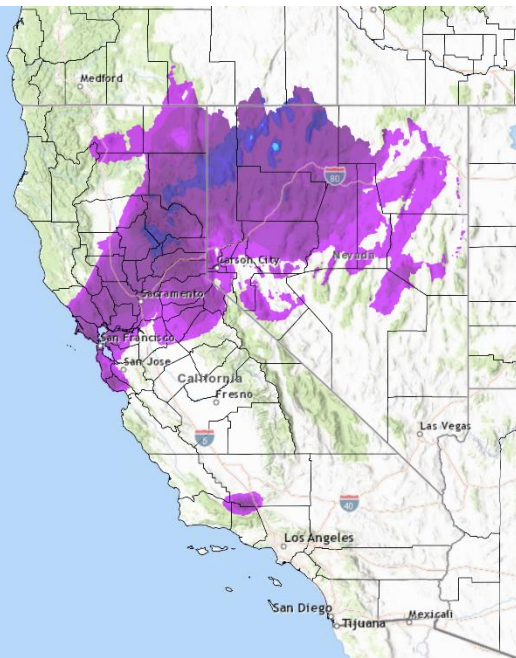 Medford
80
Carson City
Nevada
Sacramento
San Francisco
San Jose
California
Fresno
5
Las Vegas
40
Los Angeles
San Diego
Tijuana
Mexicali